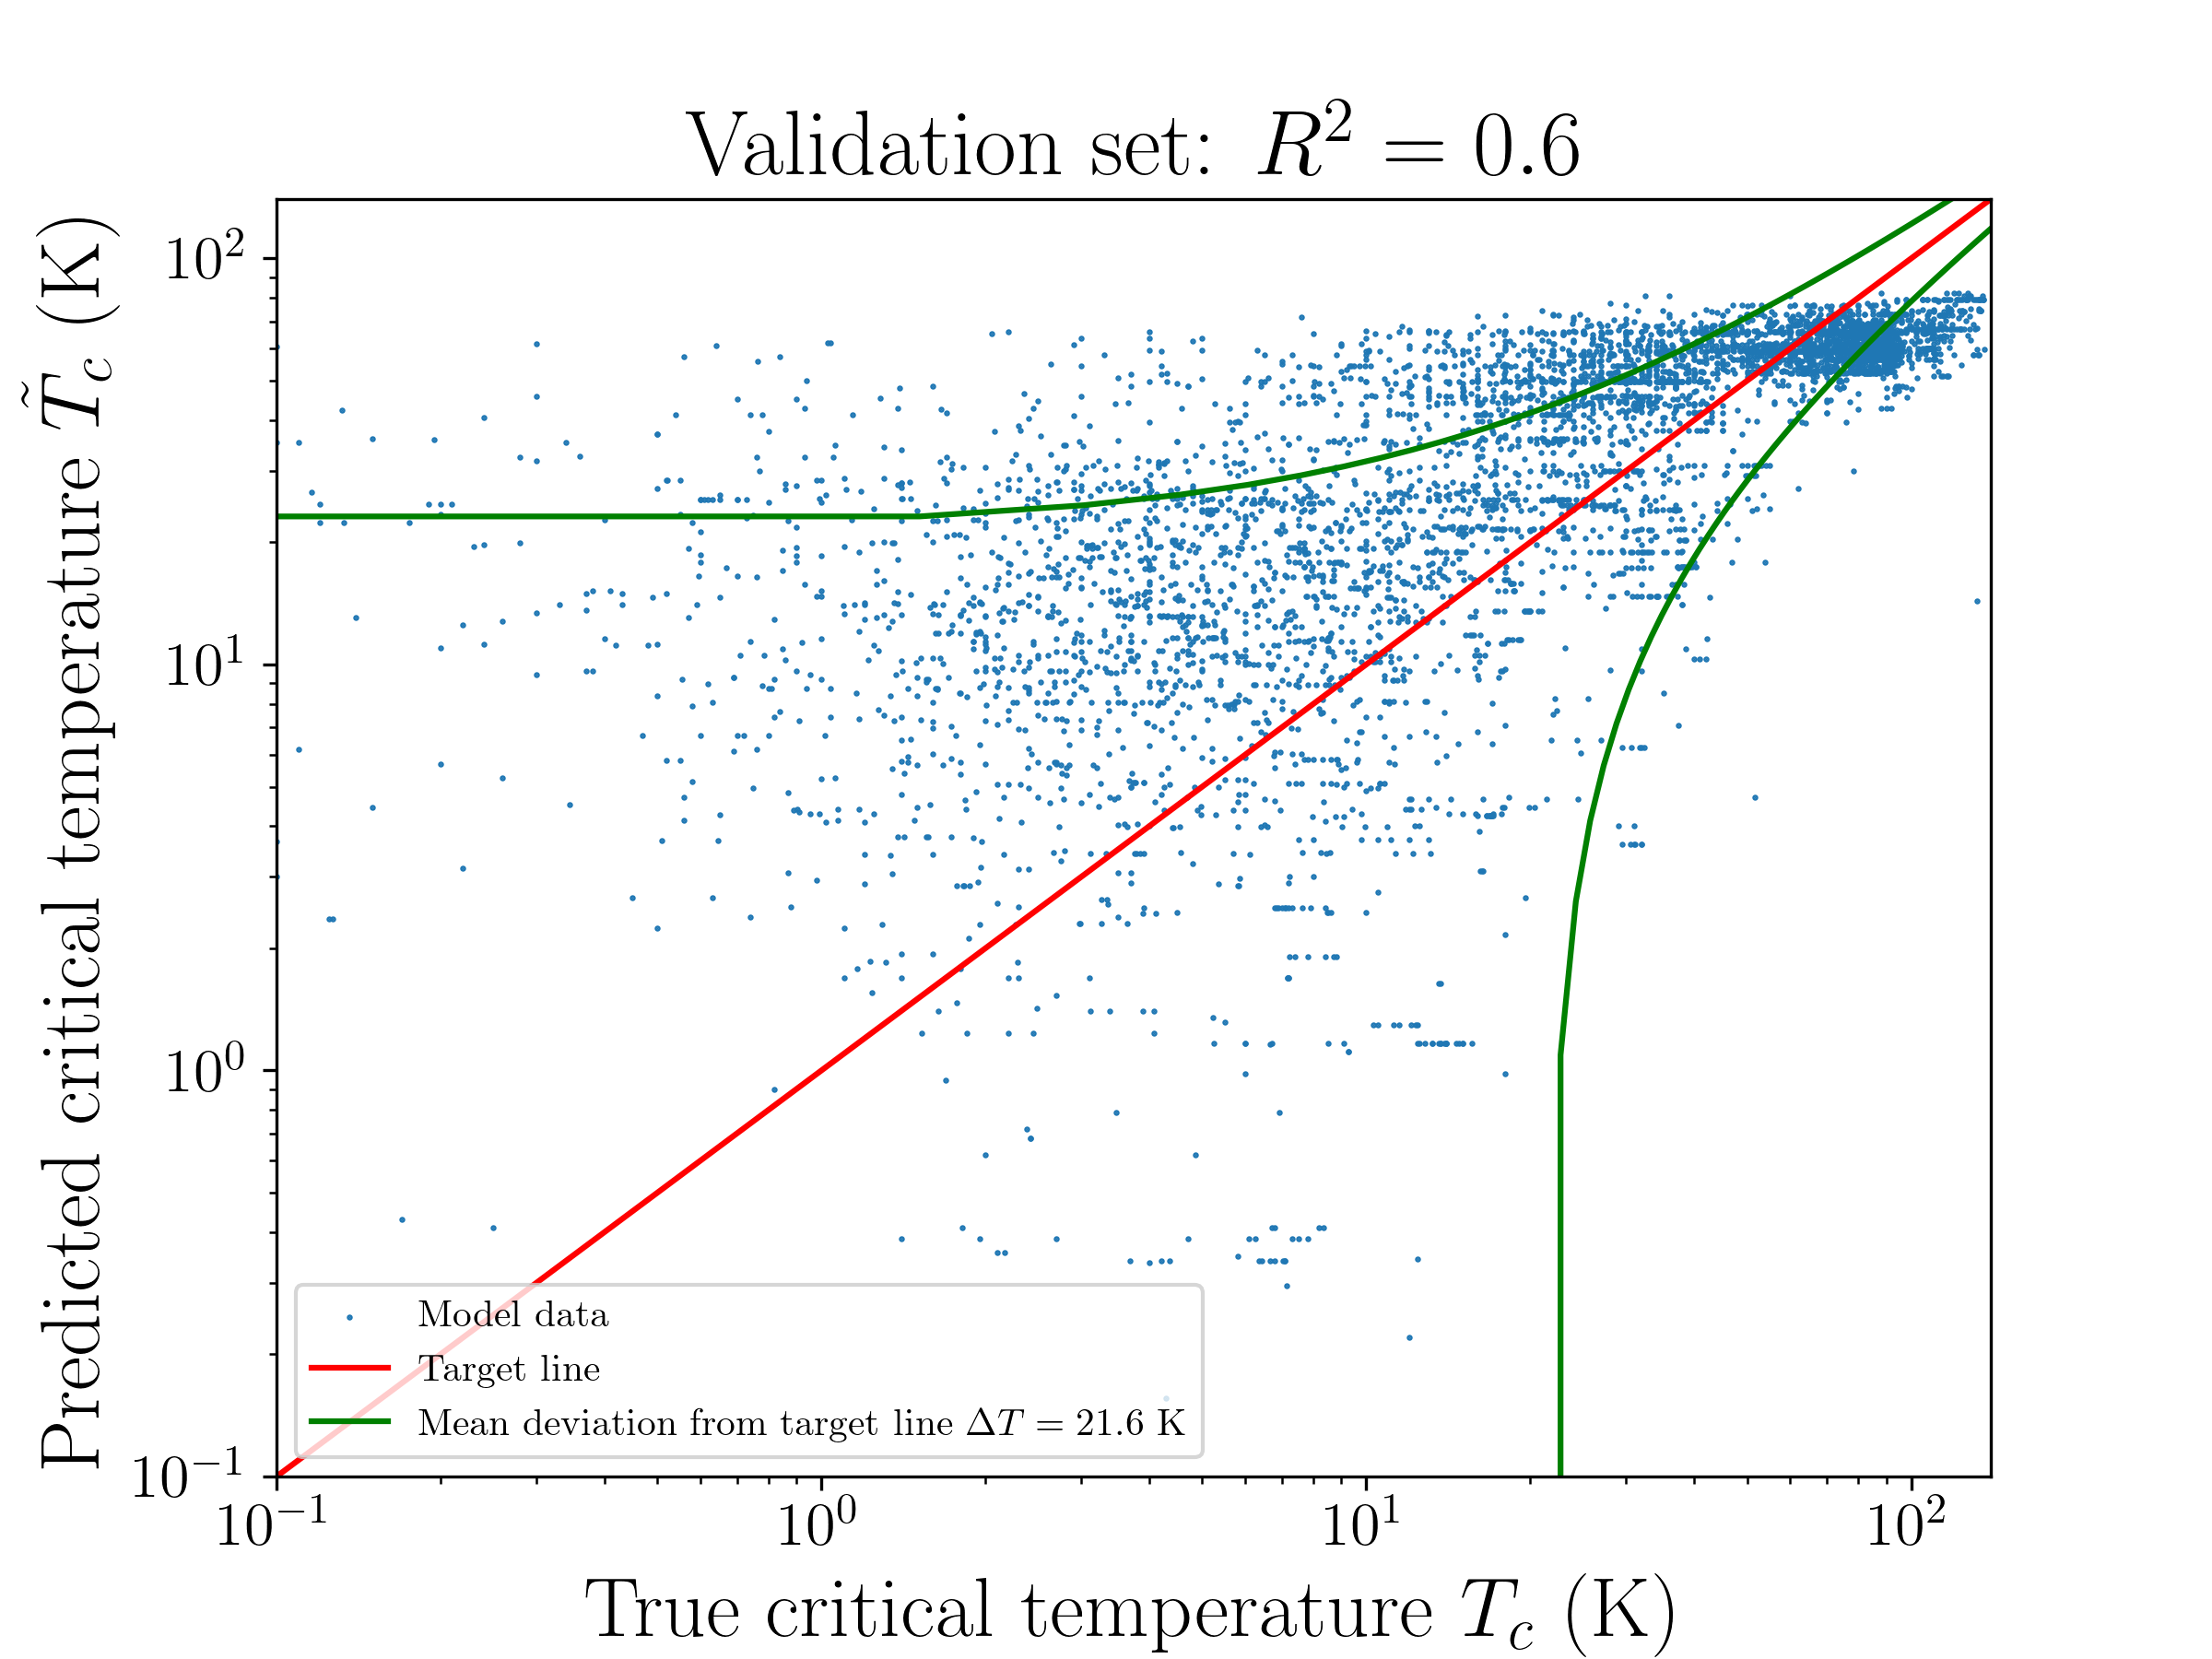 Validation set: R² = 0.6
Predicted critical temperature T̃c (K)
10²
10¹
10⁰
10⁻¹
Model data
Target line
Mean deviation from target line ΔT = 21.6 K
10⁻¹ 10⁰ 10¹ 10²
True critical temperature Tc (K)